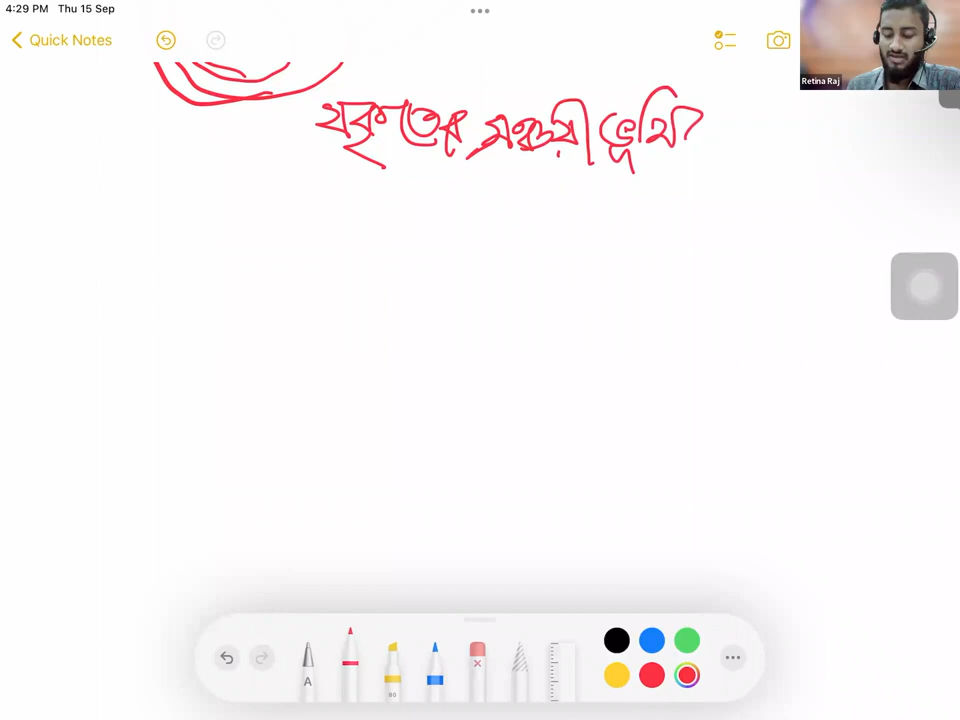 4:29 PM Thu 15 Sep
Quick Notes
Retina Raj
যকৃতের সঞ্চয়ী ভূমি
A
80